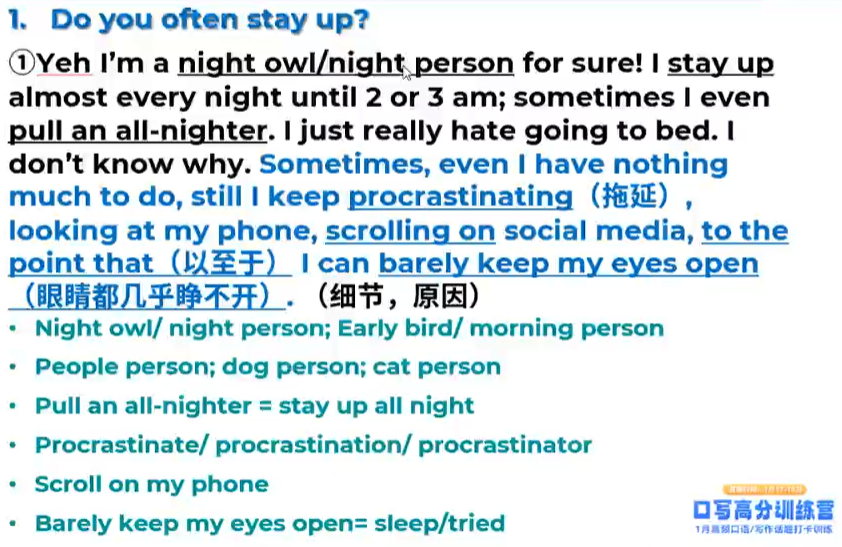 1. Do you often stay up?
①Yeh I'm a night owl/night person for sure! I stay up
almost every night until 2 or 3 am; sometimes I even
pull an all-nighter. I just really hate going to bed. I
don't know why. Sometimes, even I have nothing
much to do, still I keep procrastinating（拖延），
looking at my phone, scrolling on social media, to the
point that（以至于） I can barely keep my eyes open
（眼睛都几乎睁不开）. （细节，原因）
• Night owl/ night person; Early bird/ morning person
• People person; dog person; cat person
• Pull an all-nighter = stay up all night
• Procrastinate/ procrastination/ procrastinator
• Scroll on my phone
• Barely keep my eyes open= sleep/tried
口写高分训练营
1月高频口语/写作话题打卡训练